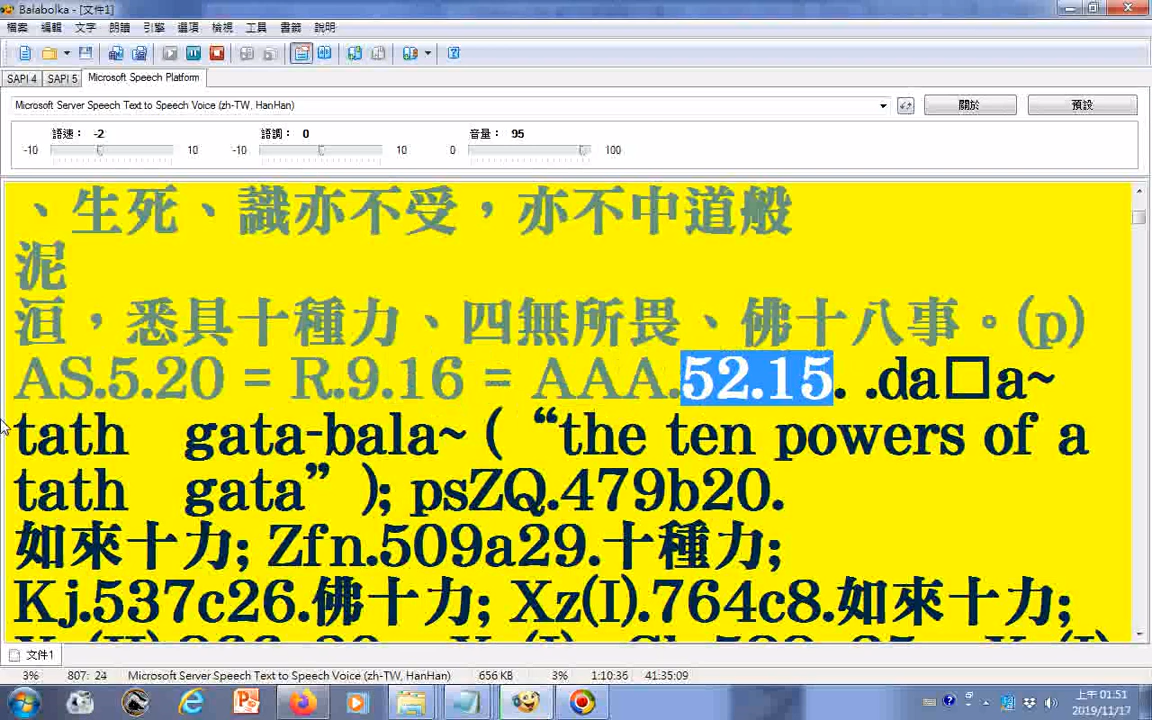 Balabolka - [文件1]
檔案 編輯 文字 朗讀 引擎 選項 檢視 工具 書籤 說明
SAPI 4 SAPI 5 Microsoft Speech Platform
Microsoft Server Speech Text to Speech Voice (zh-TW, HanHan) 關於 預設
語速： -2 語調： 0 音量： 95
-10 10 -10 10 0 100
、生死、識亦不受，亦不中道般
泥
洹，悉具十種力、四無所畏、佛十八事。(p)
AS.5.20 = R.9.16 = AAA.52.15. .da□a~
tath gata-bala~ (“the ten powers of a
tath gata” ); psZQ.479b20.
如來十力; Zfn.509a29.十種力;
Kj.537c26.佛十力; Xz(I).764c8.如來十力;
文件1
3% 807: 24 Microsoft Server Speech Text to Speech Voice (zh-TW, HanHan) 656 KB 3% 1:10:36 41:35:09
上午 01:51
2019/11/17